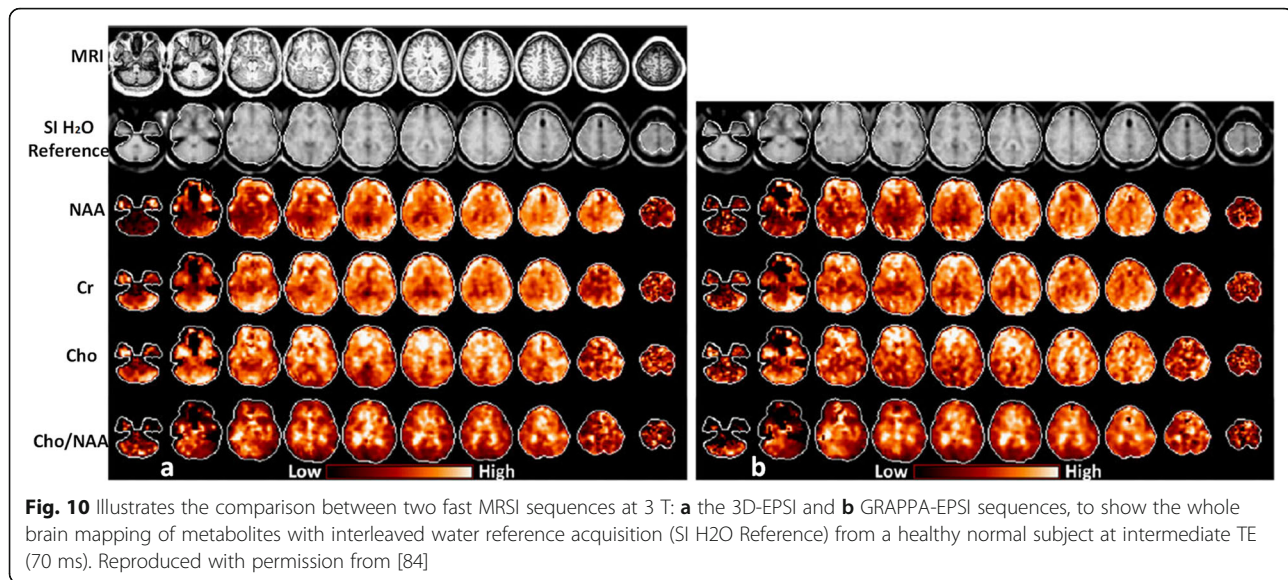 MRI
SI H₂O
Reference
NAA
Cr
Cho
Cho/NAA
a
Low
High
b
Low
High
Fig. 10 Illustrates the comparison between two fast MRSI sequences at 3 T: a the 3D-EPSI and b GRAPPA-EPSI sequences, to show the whole
brain mapping of metabolites with interleaved water reference acquisition (SI H2O Reference) from a healthy normal subject at intermediate TE
(70 ms). Reproduced with permission from [84]